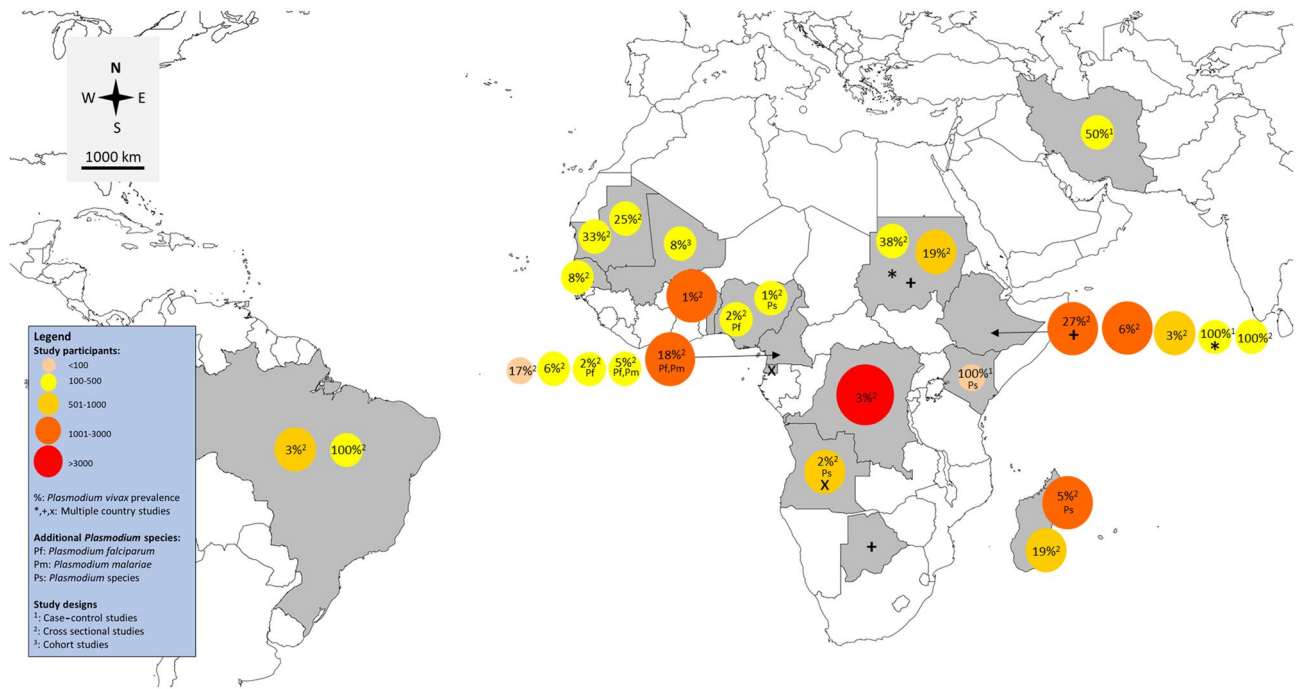 N
W E
S
1000 km
50%¹
25%²
33%²
8%³
38%²
19%²
* +
8%²
1%²
1%²
Ps
2%²
Pf
27%²
+
6%²
3%²
100%¹
*
100%²
18%²
Pf,Pm
5%²
Pf,Pm
2%²
Pf
6%²
17%²
X
100%¹
Ps
3%²
2%²
Ps
X
+
5%²
Ps
19%²
3%²
100%²
Legend
Study participants:
<100
100-500
501-1000
1001-3000
>3000
%: Plasmodium vivax prevalence
*,+,x: Multiple country studies
Additional Plasmodium species:
Pf: Plasmodium falciparum
Pm: Plasmodium malariae
Ps: Plasmodium species
Study designs
¹: Case-control studies
²: Cross sectional studies
³: Cohort studies